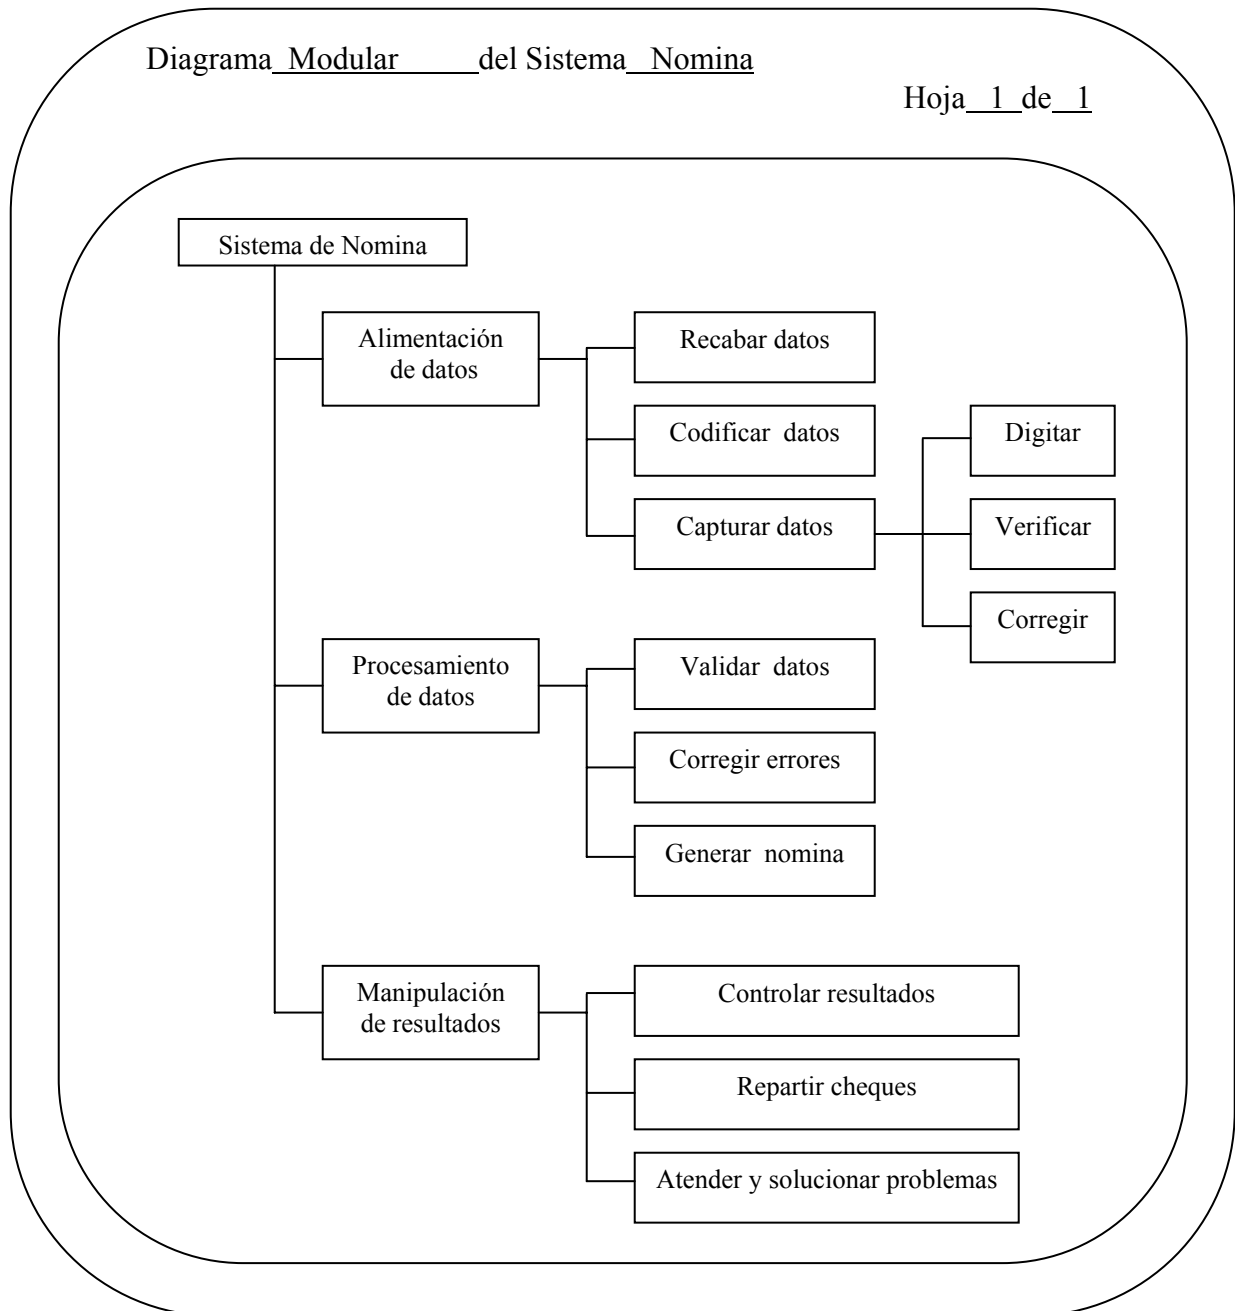 Diagrama Modular del Sistema Nomina
Hoja 1 de 1
Sistema de Nomina
Alimentación
de datos
Recabar datos
Codificar datos
Capturar datos
Digitar
Verificar
Corregir
Procesamiento
de datos
Validar datos
Corregir errores
Generar nomina
Manipulación
de resultados
Controlar resultados
Repartir cheques
Atender y solucionar problemas